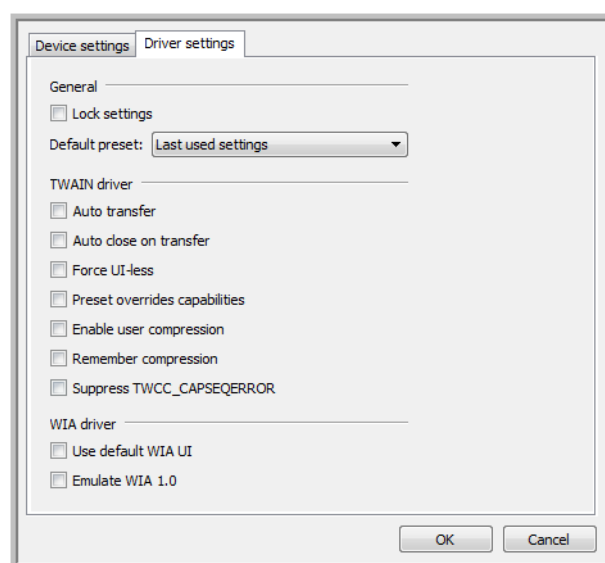 Device settings Driver settings
General
Lock settings
Default preset: Last used settings
TWAIN driver
Auto transfer
Auto close on transfer
Force UI-less
Preset overrides capabilities
Enable user compression
Remember compression
Suppress TWCC_CAPSEQERROR
WIA driver
Use default WIA UI
Emulate WIA 1.0
OK Cancel